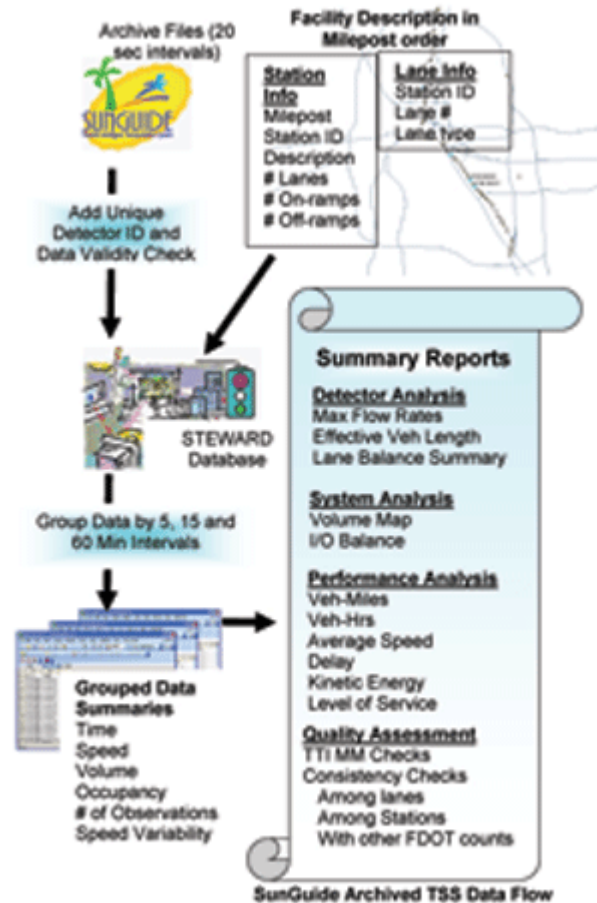 Archive Files (20
sec intervals)
SUNGUIDE
Facility Description in
Milepost order
Station
Info
Milepost
Station ID
Description
# Lanes
# On-ramps
# Off-ramps
Lane Info
Station ID
Lane #
Lane type
Add Unique
Detector ID and
Data Validity Check
STEWARD
Database
Group Data by 5, 15 and
60 Min Intervals
Grouped Data
Summaries
Time
Speed
Volume
Occupancy
# of Observations
Speed Variability
Summary Reports
Detector Analysis
Max Flow Rates
Effective Veh Length
Lane Balance Summary
System Analysis
Volume Map
I/O Balance
Performance Analysis
Veh-Miles
Veh-Hrs
Average Speed
Delay
Kinetic Energy
Level of Service
Quality Assessment
TTI MM Checks
Consistency Checks
Among lanes
Among Stations
With other FDOT counts
SunGuide Archived TSS Data Flow